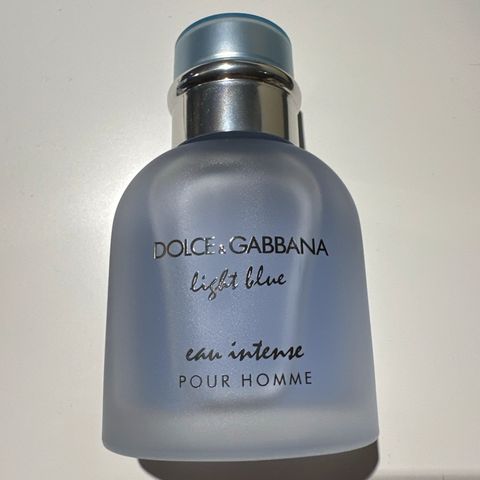 DOLCE & GABBANA
light blue
eau intense
POUR HOMME